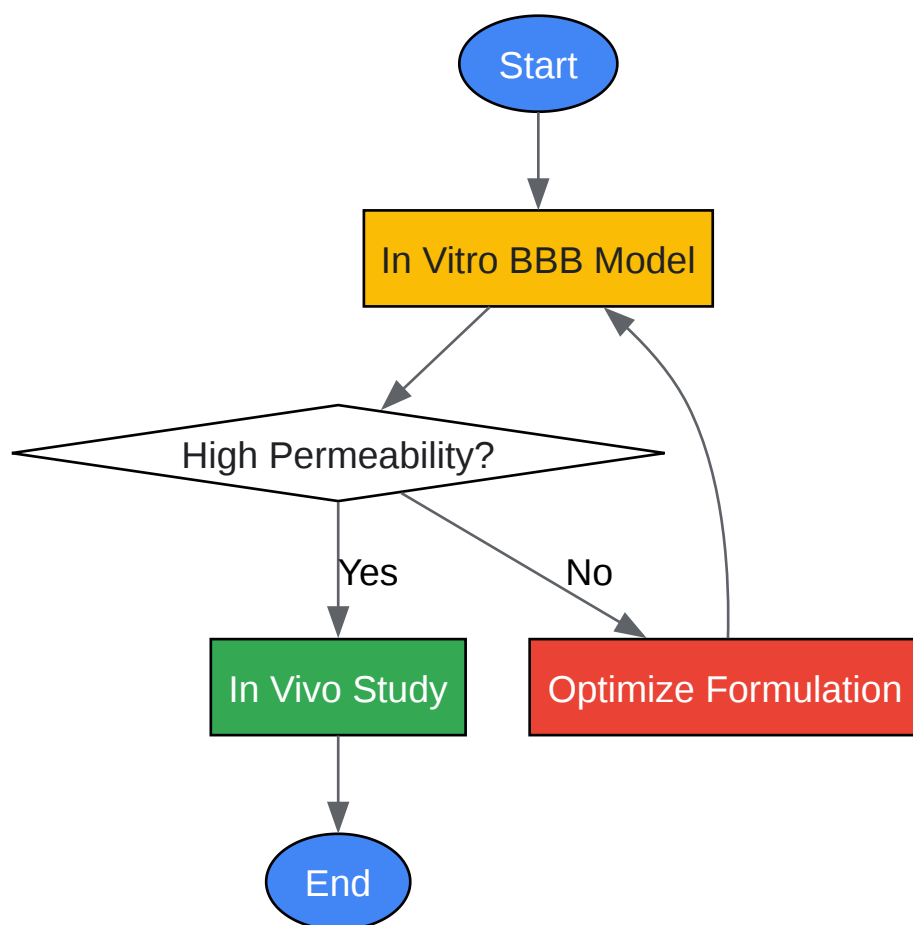 Start
In Vitro BBB Model
High Permeability?
Yes
No
In Vivo Study
Optimize Formulation
End